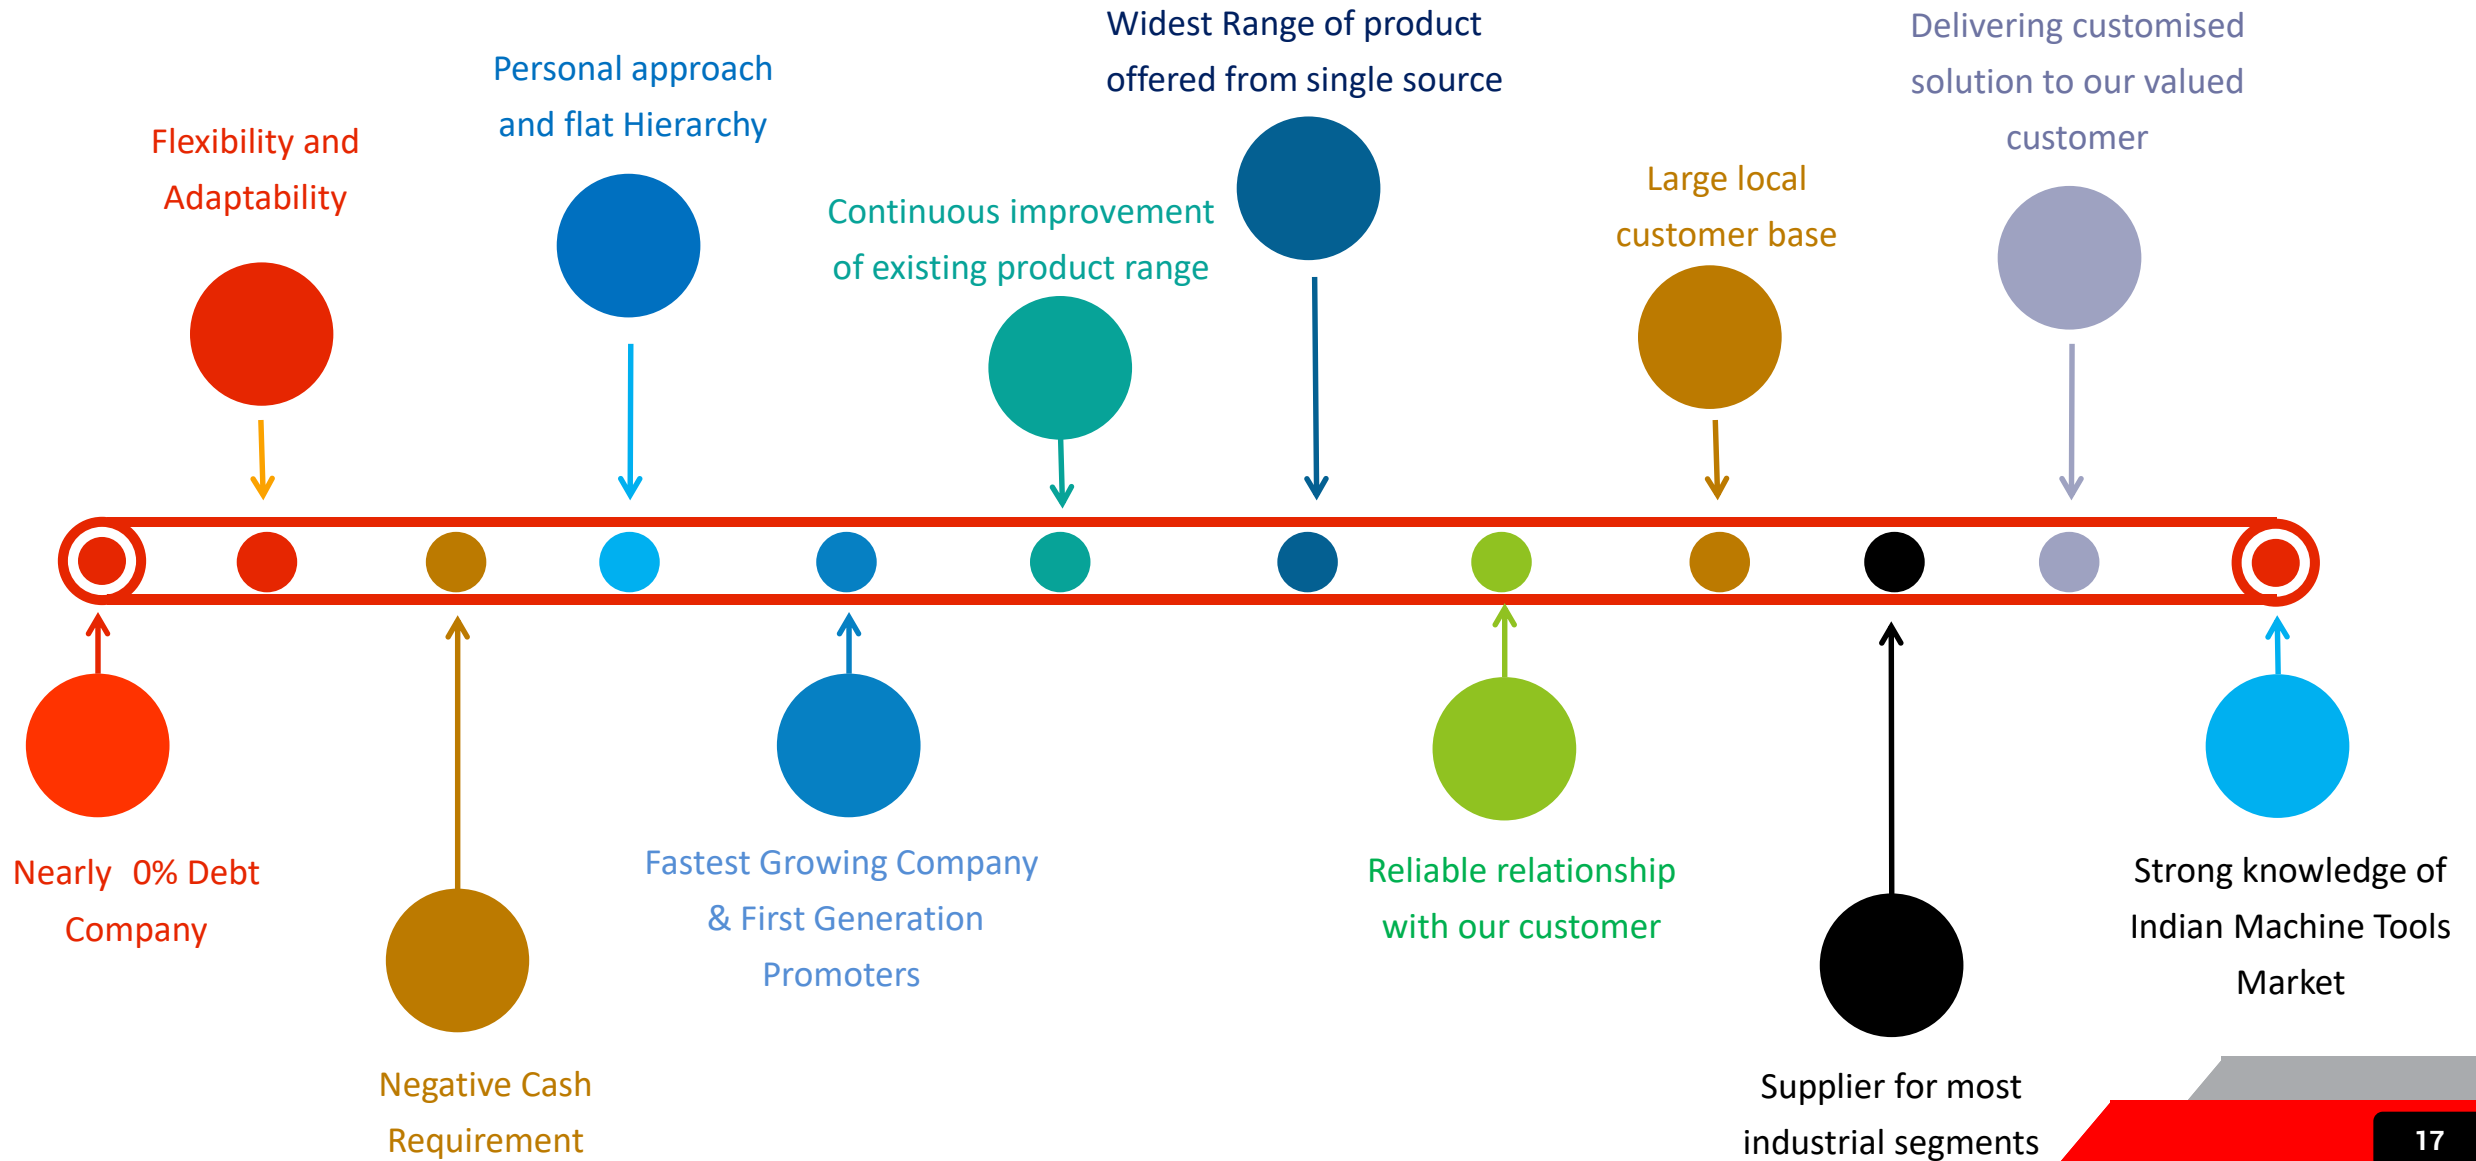 Widest Range of product
offered from single source
Delivering customised
solution to our valued
customer
Personal approach
and flat Hierarchy
Flexibility and
Adaptability
Continuous improvement
of existing product range
Large local
customer base
Nearly 0% Debt
Company
Fastest Growing Company
& First Generation
Promoters
Reliable relationship
with our customer
Strong knowledge of
Indian Machine Tools
Market
Negative Cash
Requirement
Supplier for most
industrial segments
17